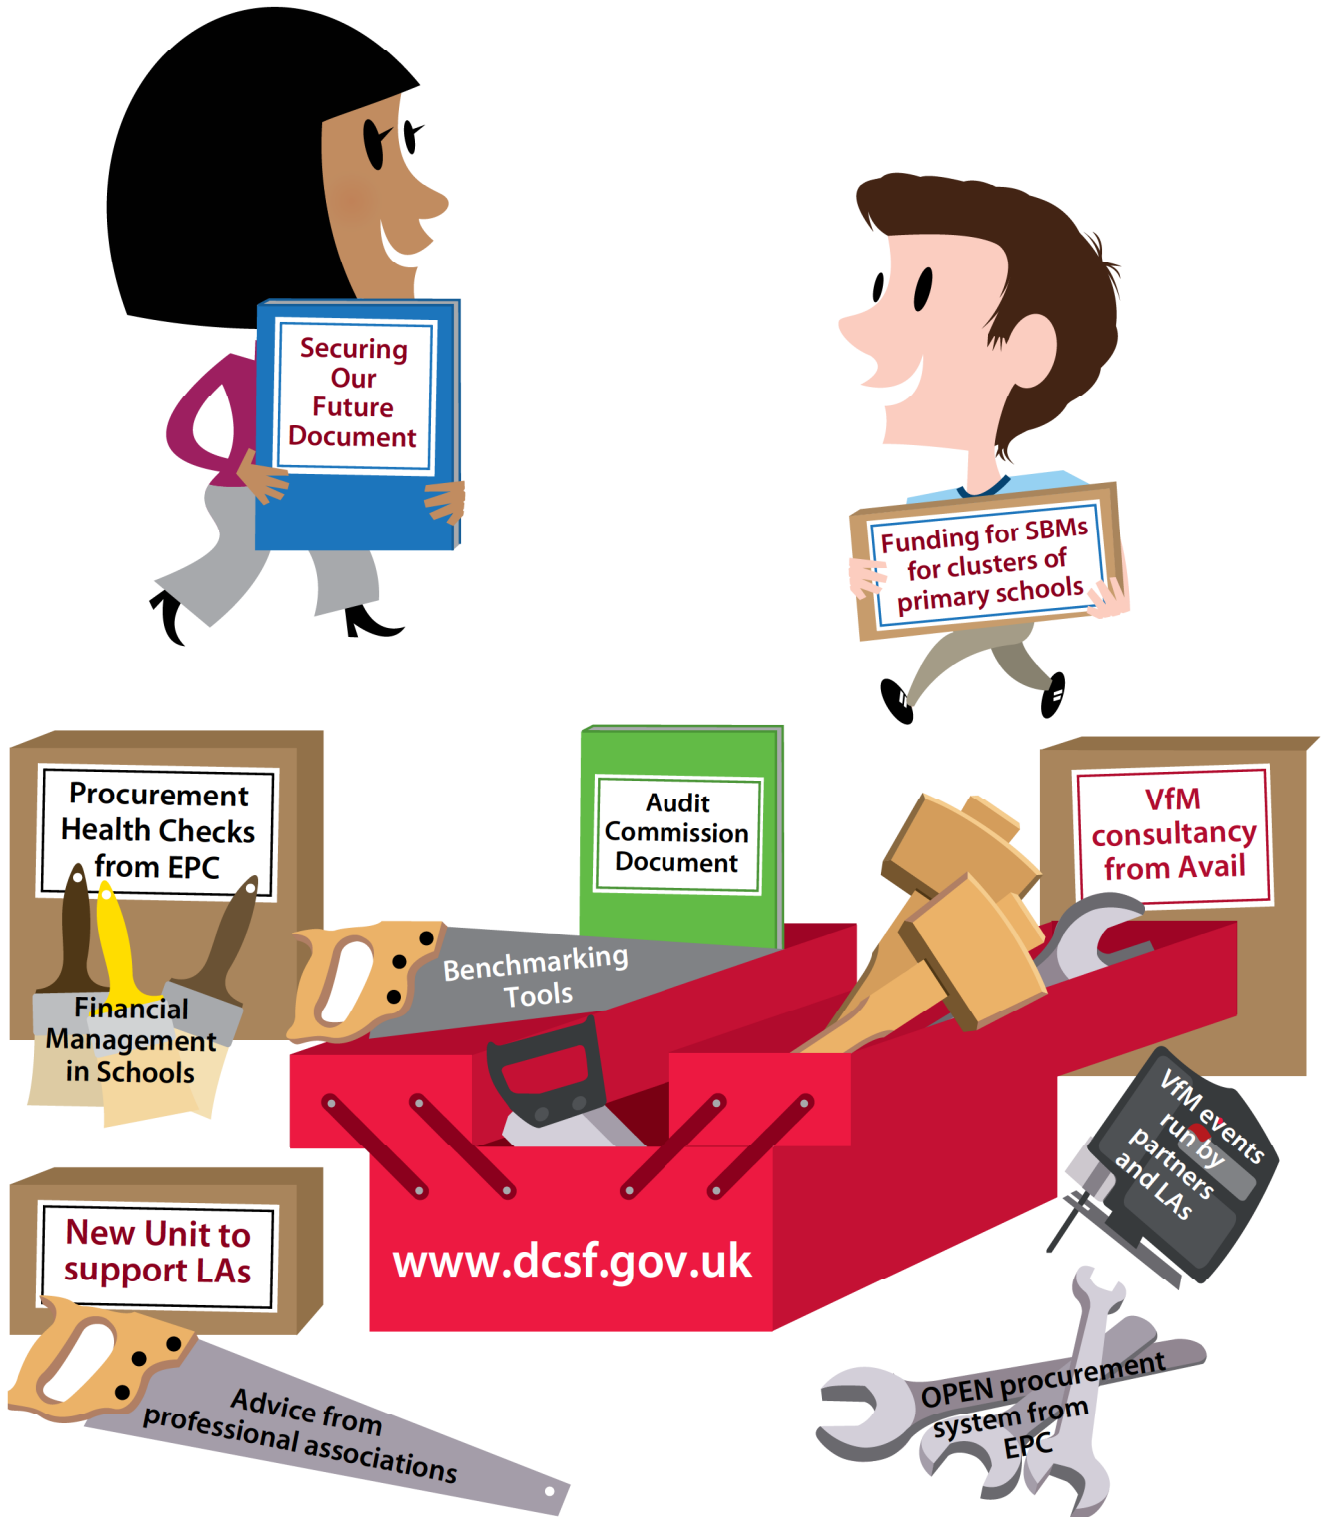 Securing
Our
Future
Document
Funding for SBMs
for clusters of
primary schools
Procurement
Health Checks
from EPC
Audit
Commission
Document
VfM
consultancy
from Avail
Benchmarking
Tools
Financial
Management
in Schools
VfM events
run by
partners
and LAs
New Unit to
support LAs
www.dcsf.gov.uk
Advice from
professional associations
OPEN procurement
system from
EPC